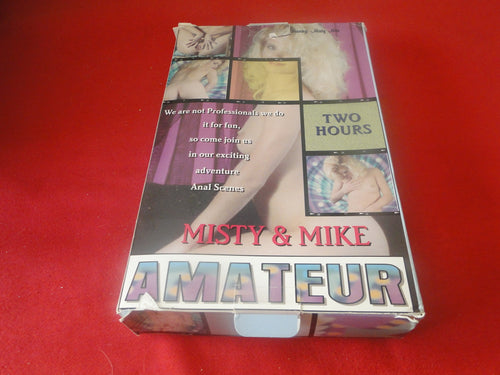 We are not Professionals we do
it for fun,
so come join us
in our exciting
adventure
Anal Scenes
TWO
HOURS
MISTY & MIKE
AMATEUR